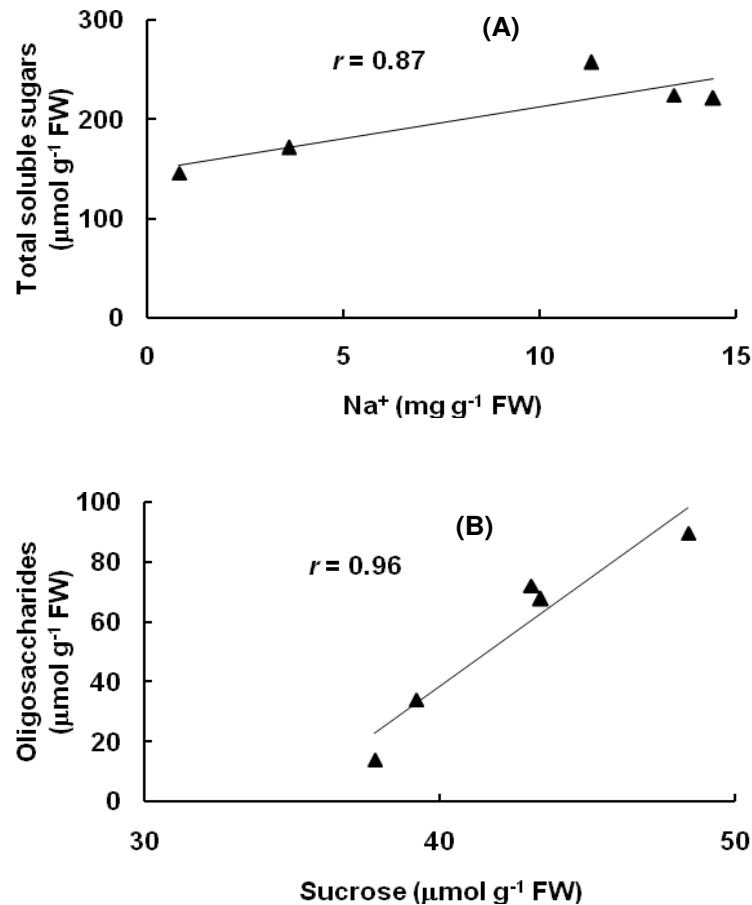 (A)
r = 0.87
Total soluble sugars
(μmol g⁻¹ FW)
300
200
100
0
0 5 10 15
Na⁺ (mg g⁻¹ FW)
(B)
r = 0.96
Oligosaccharides
(μmol g⁻¹ FW)
100
80
60
40
20
0
30 40 50
Sucrose (μmol g⁻¹ FW)